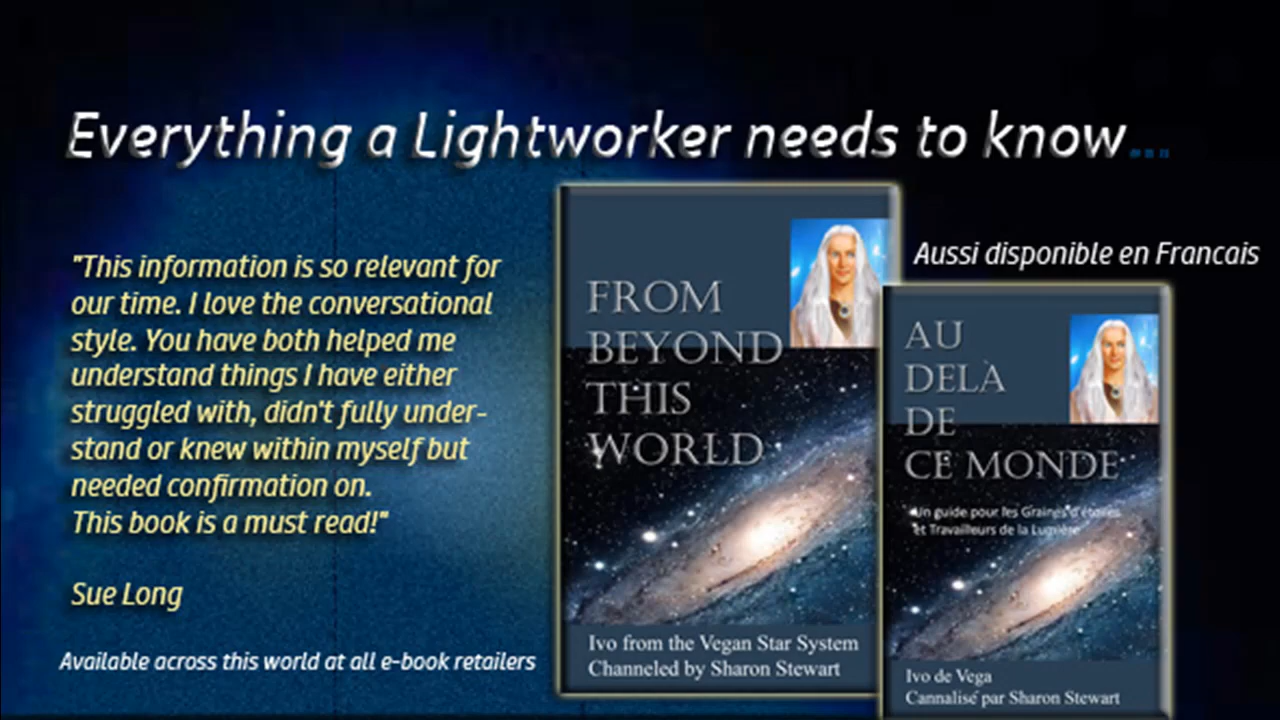 Everything a Lightworker needs to know...
"This information is so relevant for
our time. I love the conversational
style. You have both helped me
understand things I have either
struggled with, didn't fully under-
stand or knew within myself but
needed confirmation on.
This book is a must read!"
Sue Long
Available across this world at all e-book retailers
FROM
BEYOND
THIS
WORLD
Ivo from the Vegan Star System
Channeled by Sharon Stewart
Aussi disponible en Francais
AU
DELÀ
DE
CE MONDE
Un guide pour les Graines d'étoiles
et Travailleurs de la Lumière
Ivo de Vega
Cannalisé par Sharon Stewart